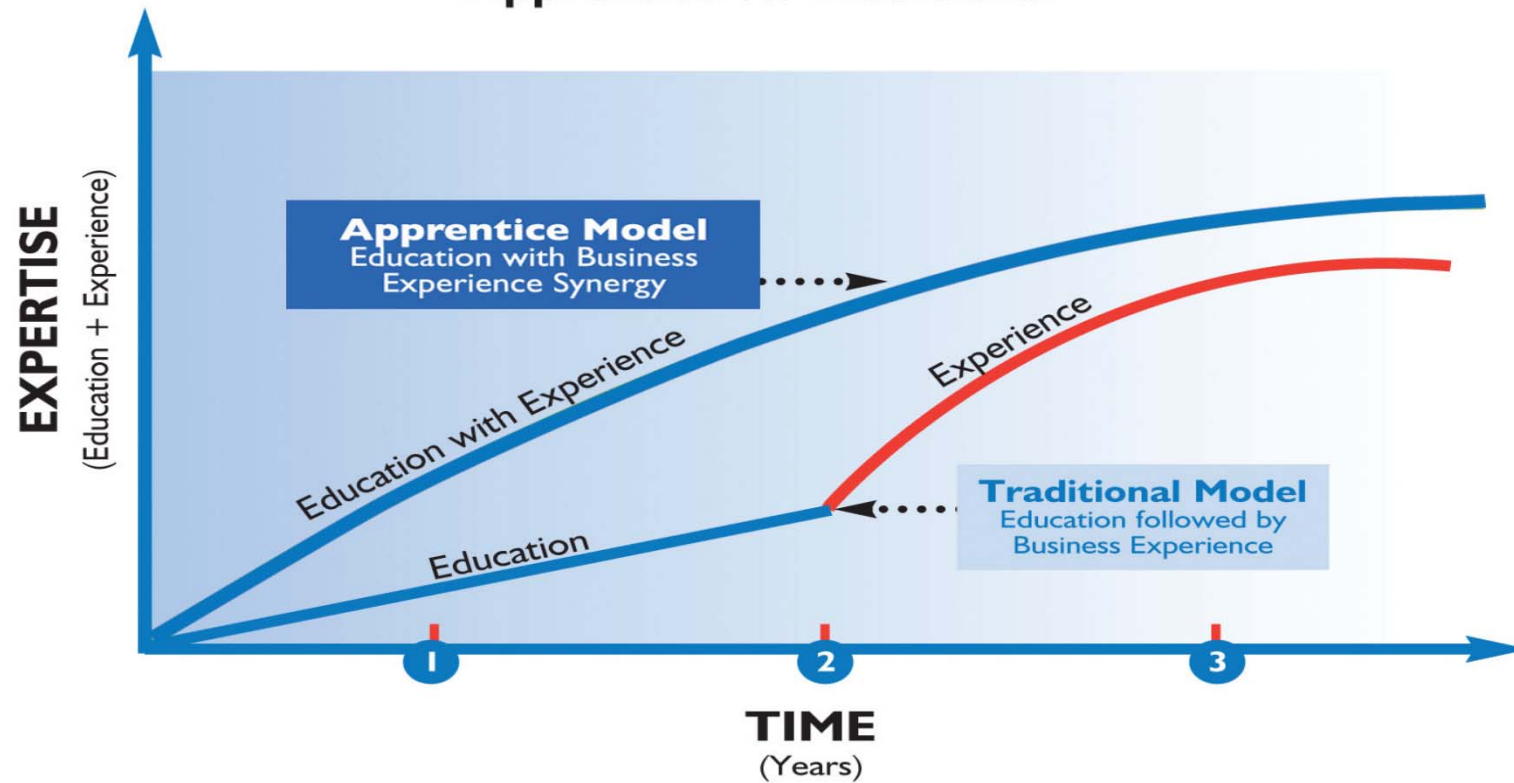 EXPERTISE
(Education + Experience)
Apprentice Model
Education with Business
Experience Synergy
Education with Experience
Experience
Education
Traditional Model
Education followed by
Business Experience
1
2
3
TIME
(Years)